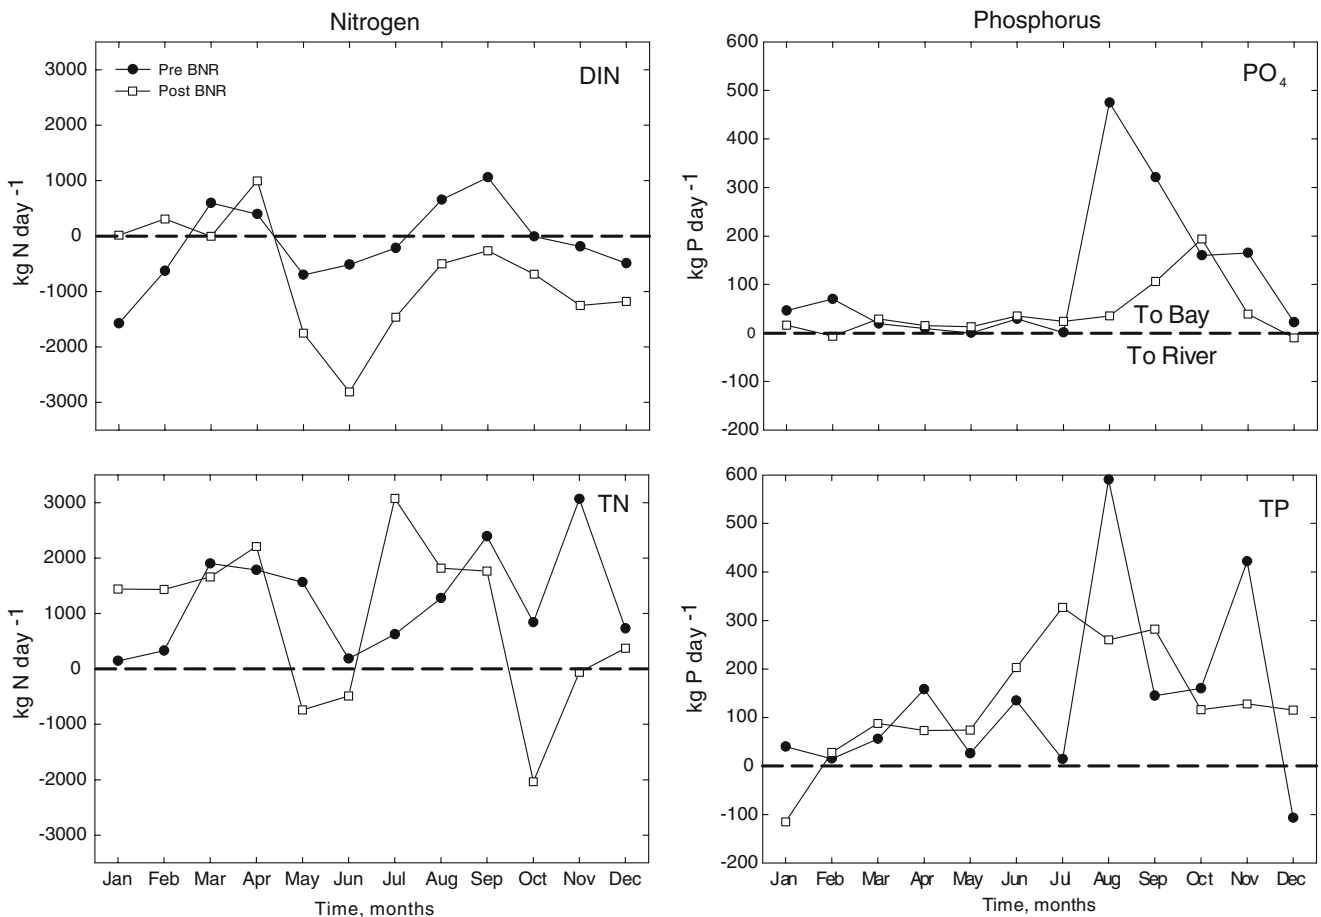 Nitrogen
Phosphorus
3000
2000
1000
0
-1000
-2000
-3000
kg N day -1
Pre BNR
Post BNR
DIN
600
500
400
300
200
100
0
-100
-200
kg P day -1
PO4
To Bay
To River
3000
2000
1000
0
-1000
-2000
-3000
kg N day -1
TN
Jan Feb Mar Apr May Jun Jul Aug Sep Oct Nov Dec
Time, months
600
500
400
300
200
100
0
-100
-200
kg P day -1
TP
Jan Feb Mar Apr May Jun Jul Aug Sep Oct Nov Dec
Time, months